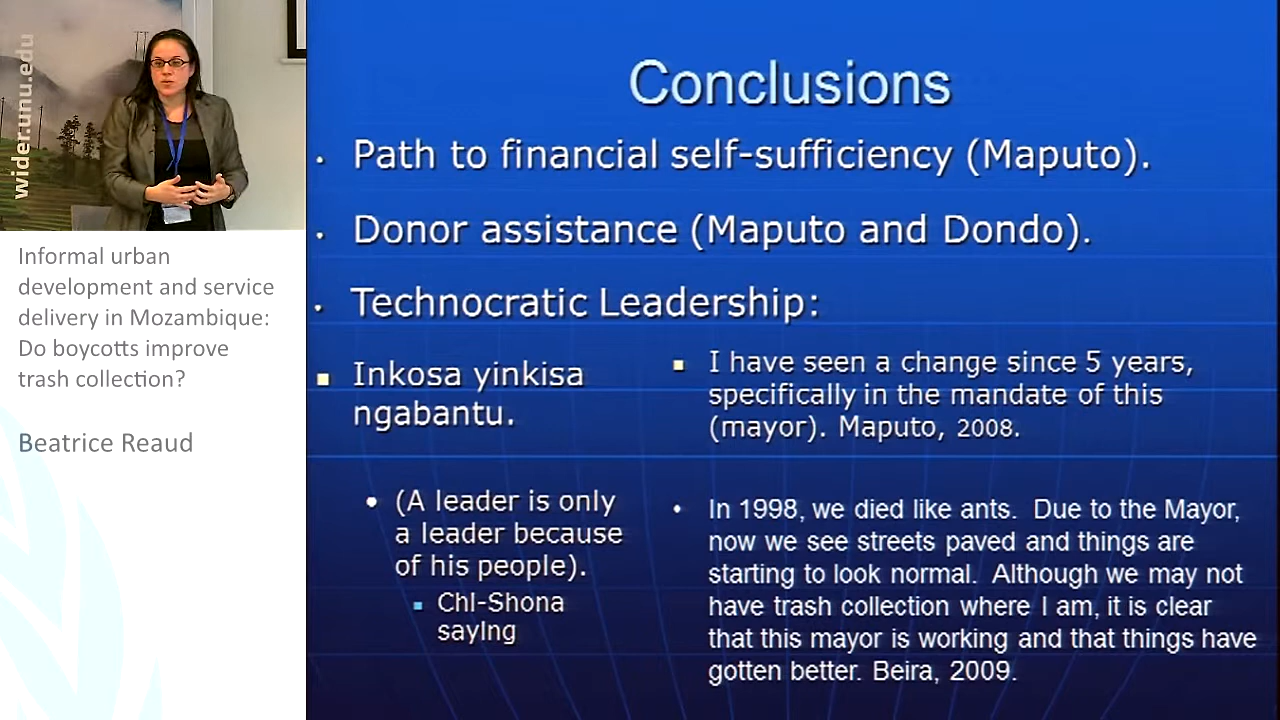 wider.unu.edu
Informal urban
development and service
delivery in Mozambique:
Do boycotts improve
trash collection?
Beatrice Reaud
Conclusions
• Path to financial self-sufficiency (Maputo).
• Donor assistance (Maputo and Dondo).
• Technocratic Leadership:
▪ Inkosa yinkisa
ngabantu.
• (A leader is only
a leader because
of his people).
▪ ChI-Shona
sayIng
▪ I have seen a change since 5 years,
specifically in the mandate of this
(mayor). Maputo, 2008.
• In 1998, we died like ants. Due to the Mayor,
now we see streets paved and things are
starting to look normal. Although we may not
have trash collection where I am, it is clear
that this mayor is working and that things have
gotten better. Beira, 2009.